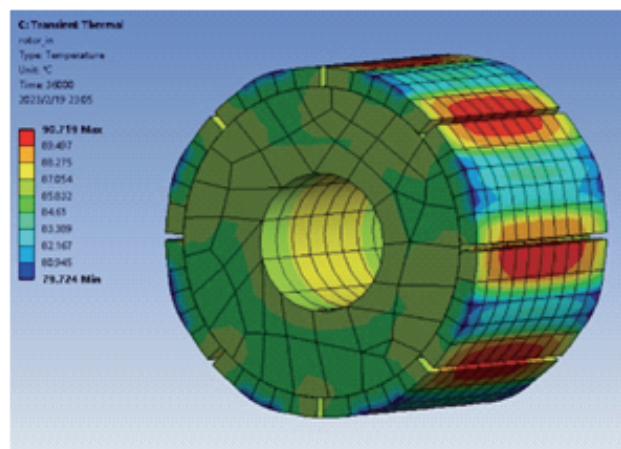 C: Transient Thermal
rotor_in
Type: Temperature
Unit: °C
Time: 36000
2023/2/19 23:05
90.719 Max
89.497
88.275
87.054
85.832
84.61
83.389
82.167
80.945
79.724 Min